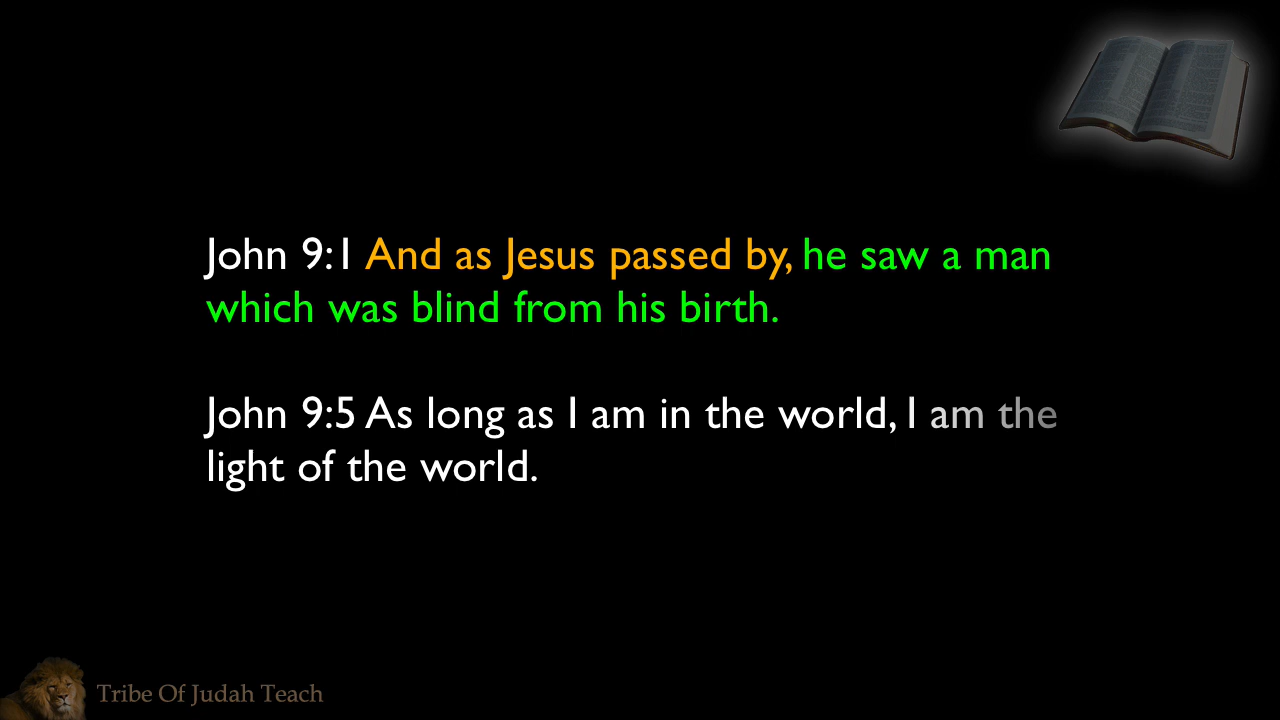 John 9:1 And as Jesus passed by, he saw a man
which was blind from his birth.
John 9:5 As long as I am in the world, I am the
light of the world.
Tribe Of Judah Teach